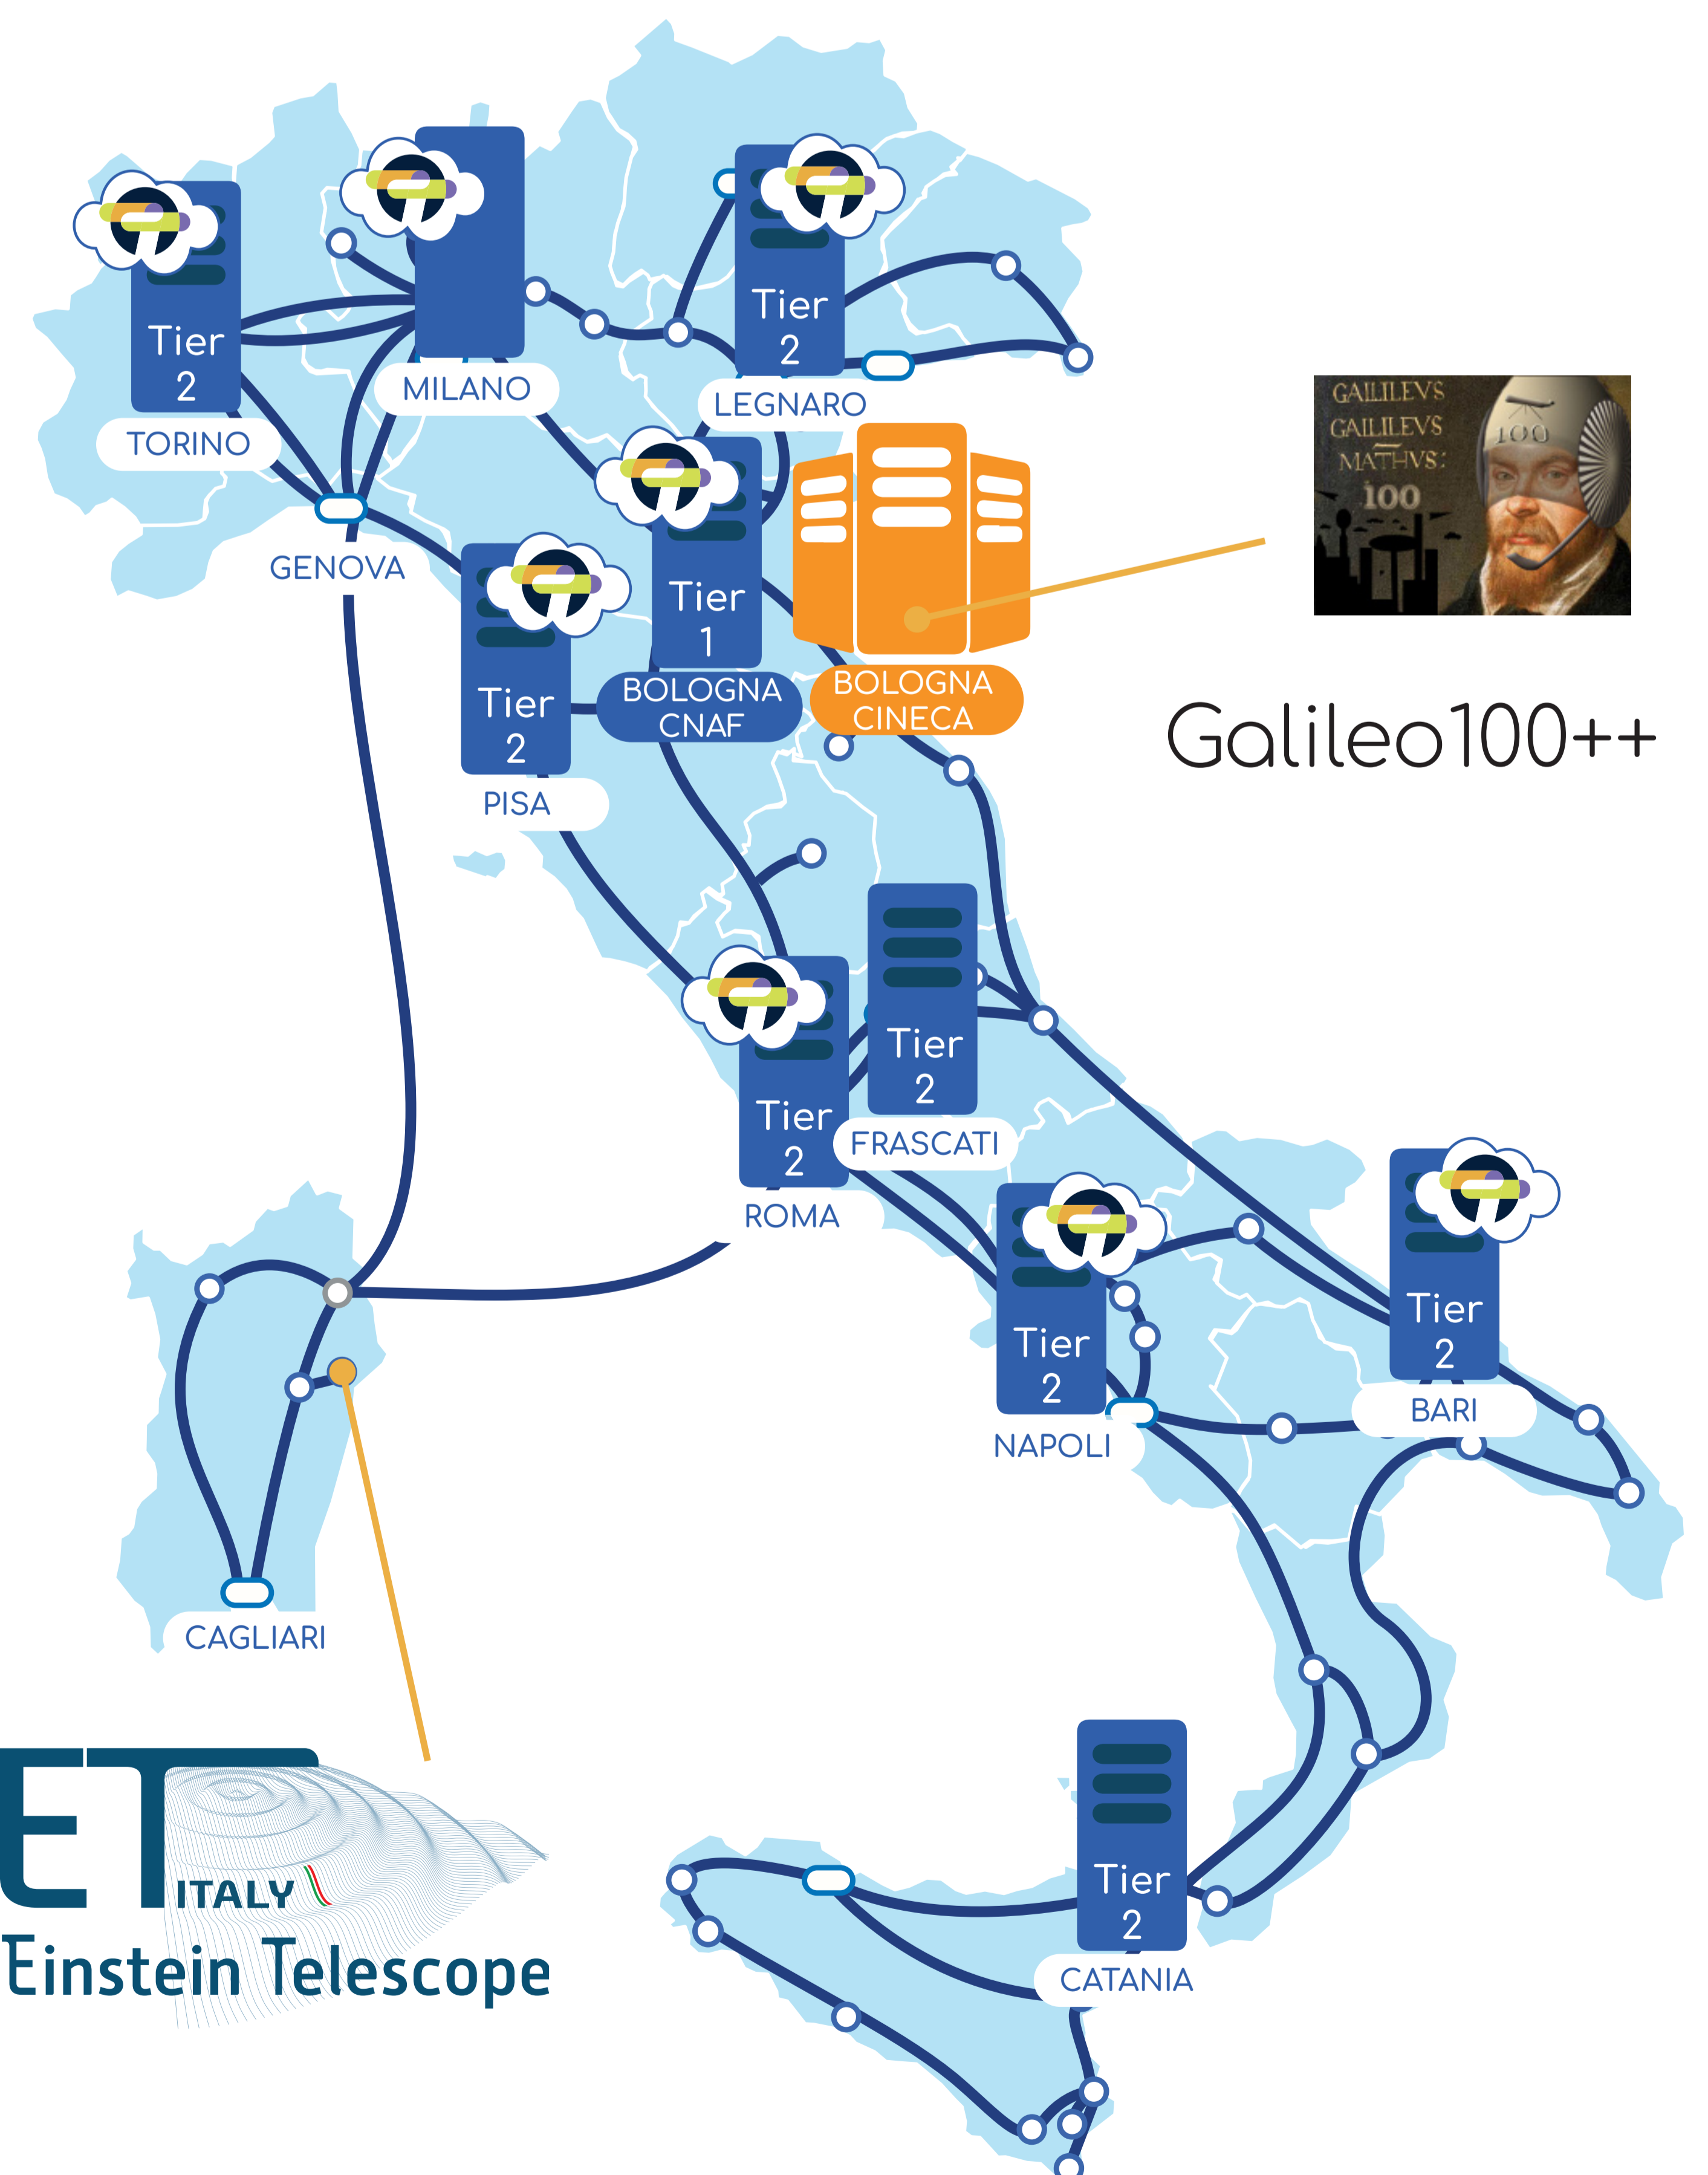 Tier
2
TORINO
MILANO
Tier
2
LEGNARO
GENOVA
Tier
1
BOLOGNA
CNAF
BOLOGNA
CINECA
GAILILEVS
GAILILEVS
MATHVS:
100
100
Galileo100++
Tier
2
PISA
Tier
2
FRASCATI
Tier
2
ROMA
Tier
2
NAPOLI
Tier
2
BARI
CAGLIARI
Tier
2
CATANIA
ET
ITALY
Einstein Telescope